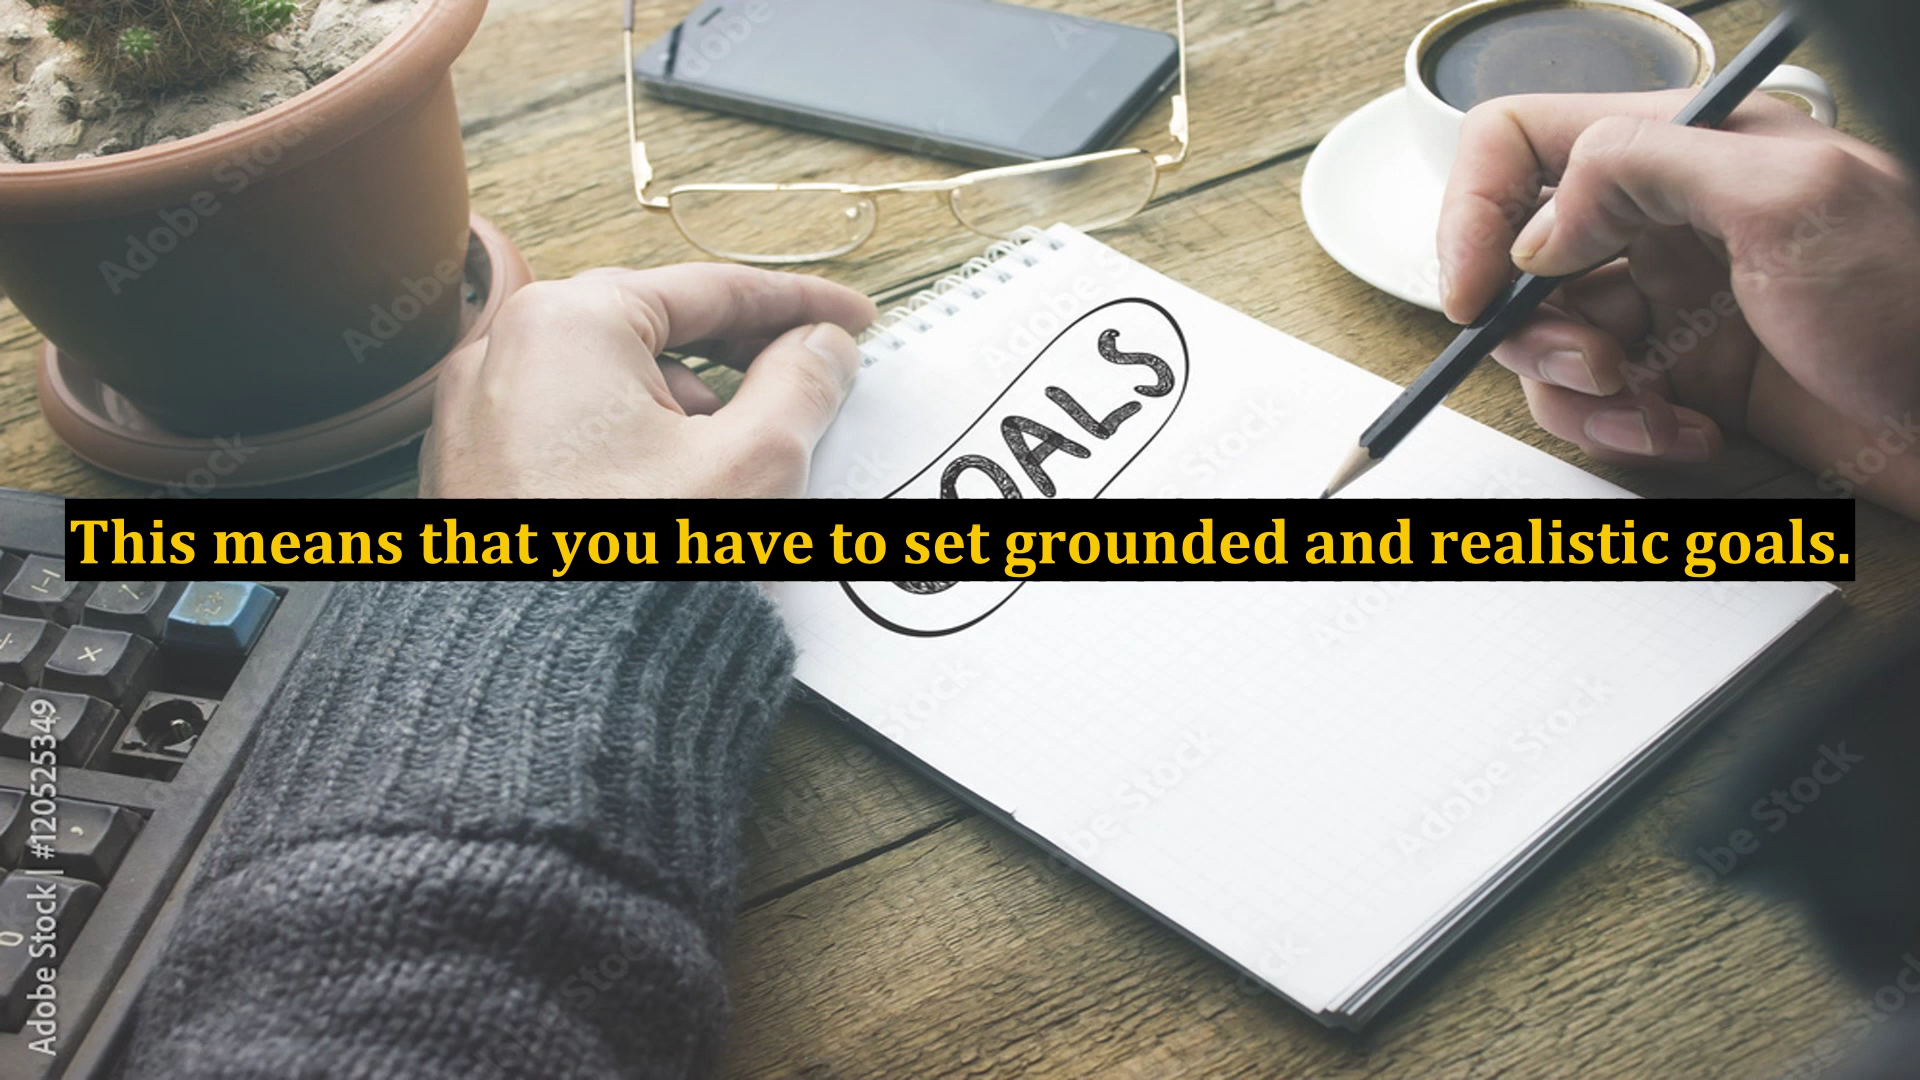 GOALS
This means that you have to set grounded and realistic goals.
Adobe Stock | #120525349